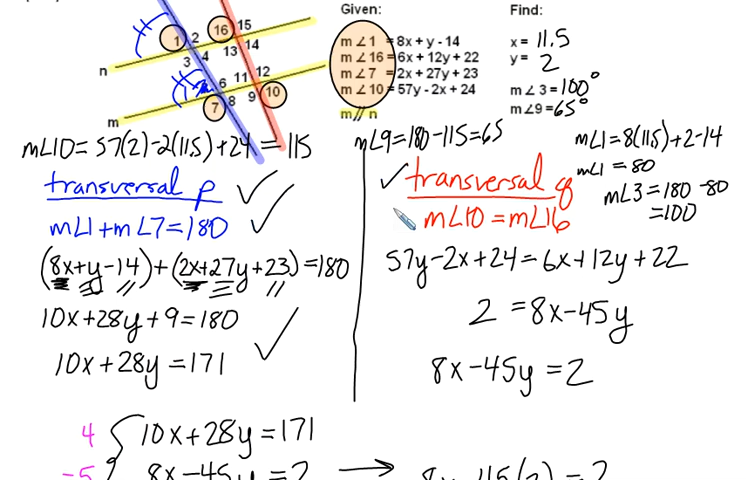 Given:
Find:
m∠1 = 8x + y - 14
m∠16 = 6x + 12y + 22
m∠7 = 2x + 27y + 23
m∠10 = 57y - 2x + 24
m // n
x = 11.5
y = 2
m∠3 = 100°
m∠9 = 65°
1 2 16 15
3 4 13 14
n
6 11 12
7 8 9 10
m
m∠10 = 57(2) - 2(11.5) + 24 = 115
m∠9 = 180 - 115 = 65
m∠1 = 8(11.5) + 2 - 14
m∠1 = 80
m∠3 = 180 - 80
= 100
transversal p
m∠1 + m∠7 = 180
(8x + y - 14) + (2x + 27y + 23) = 180
10x + 28y + 9 = 180
10x + 28y = 171
transversal q
m∠10 = m∠16
57y - 2x + 24 = 6x + 12y + 22
2 = 8x - 45y
8x - 45y = 2
4 { 10x + 28y = 171
-5 8x - 45y = 2 →